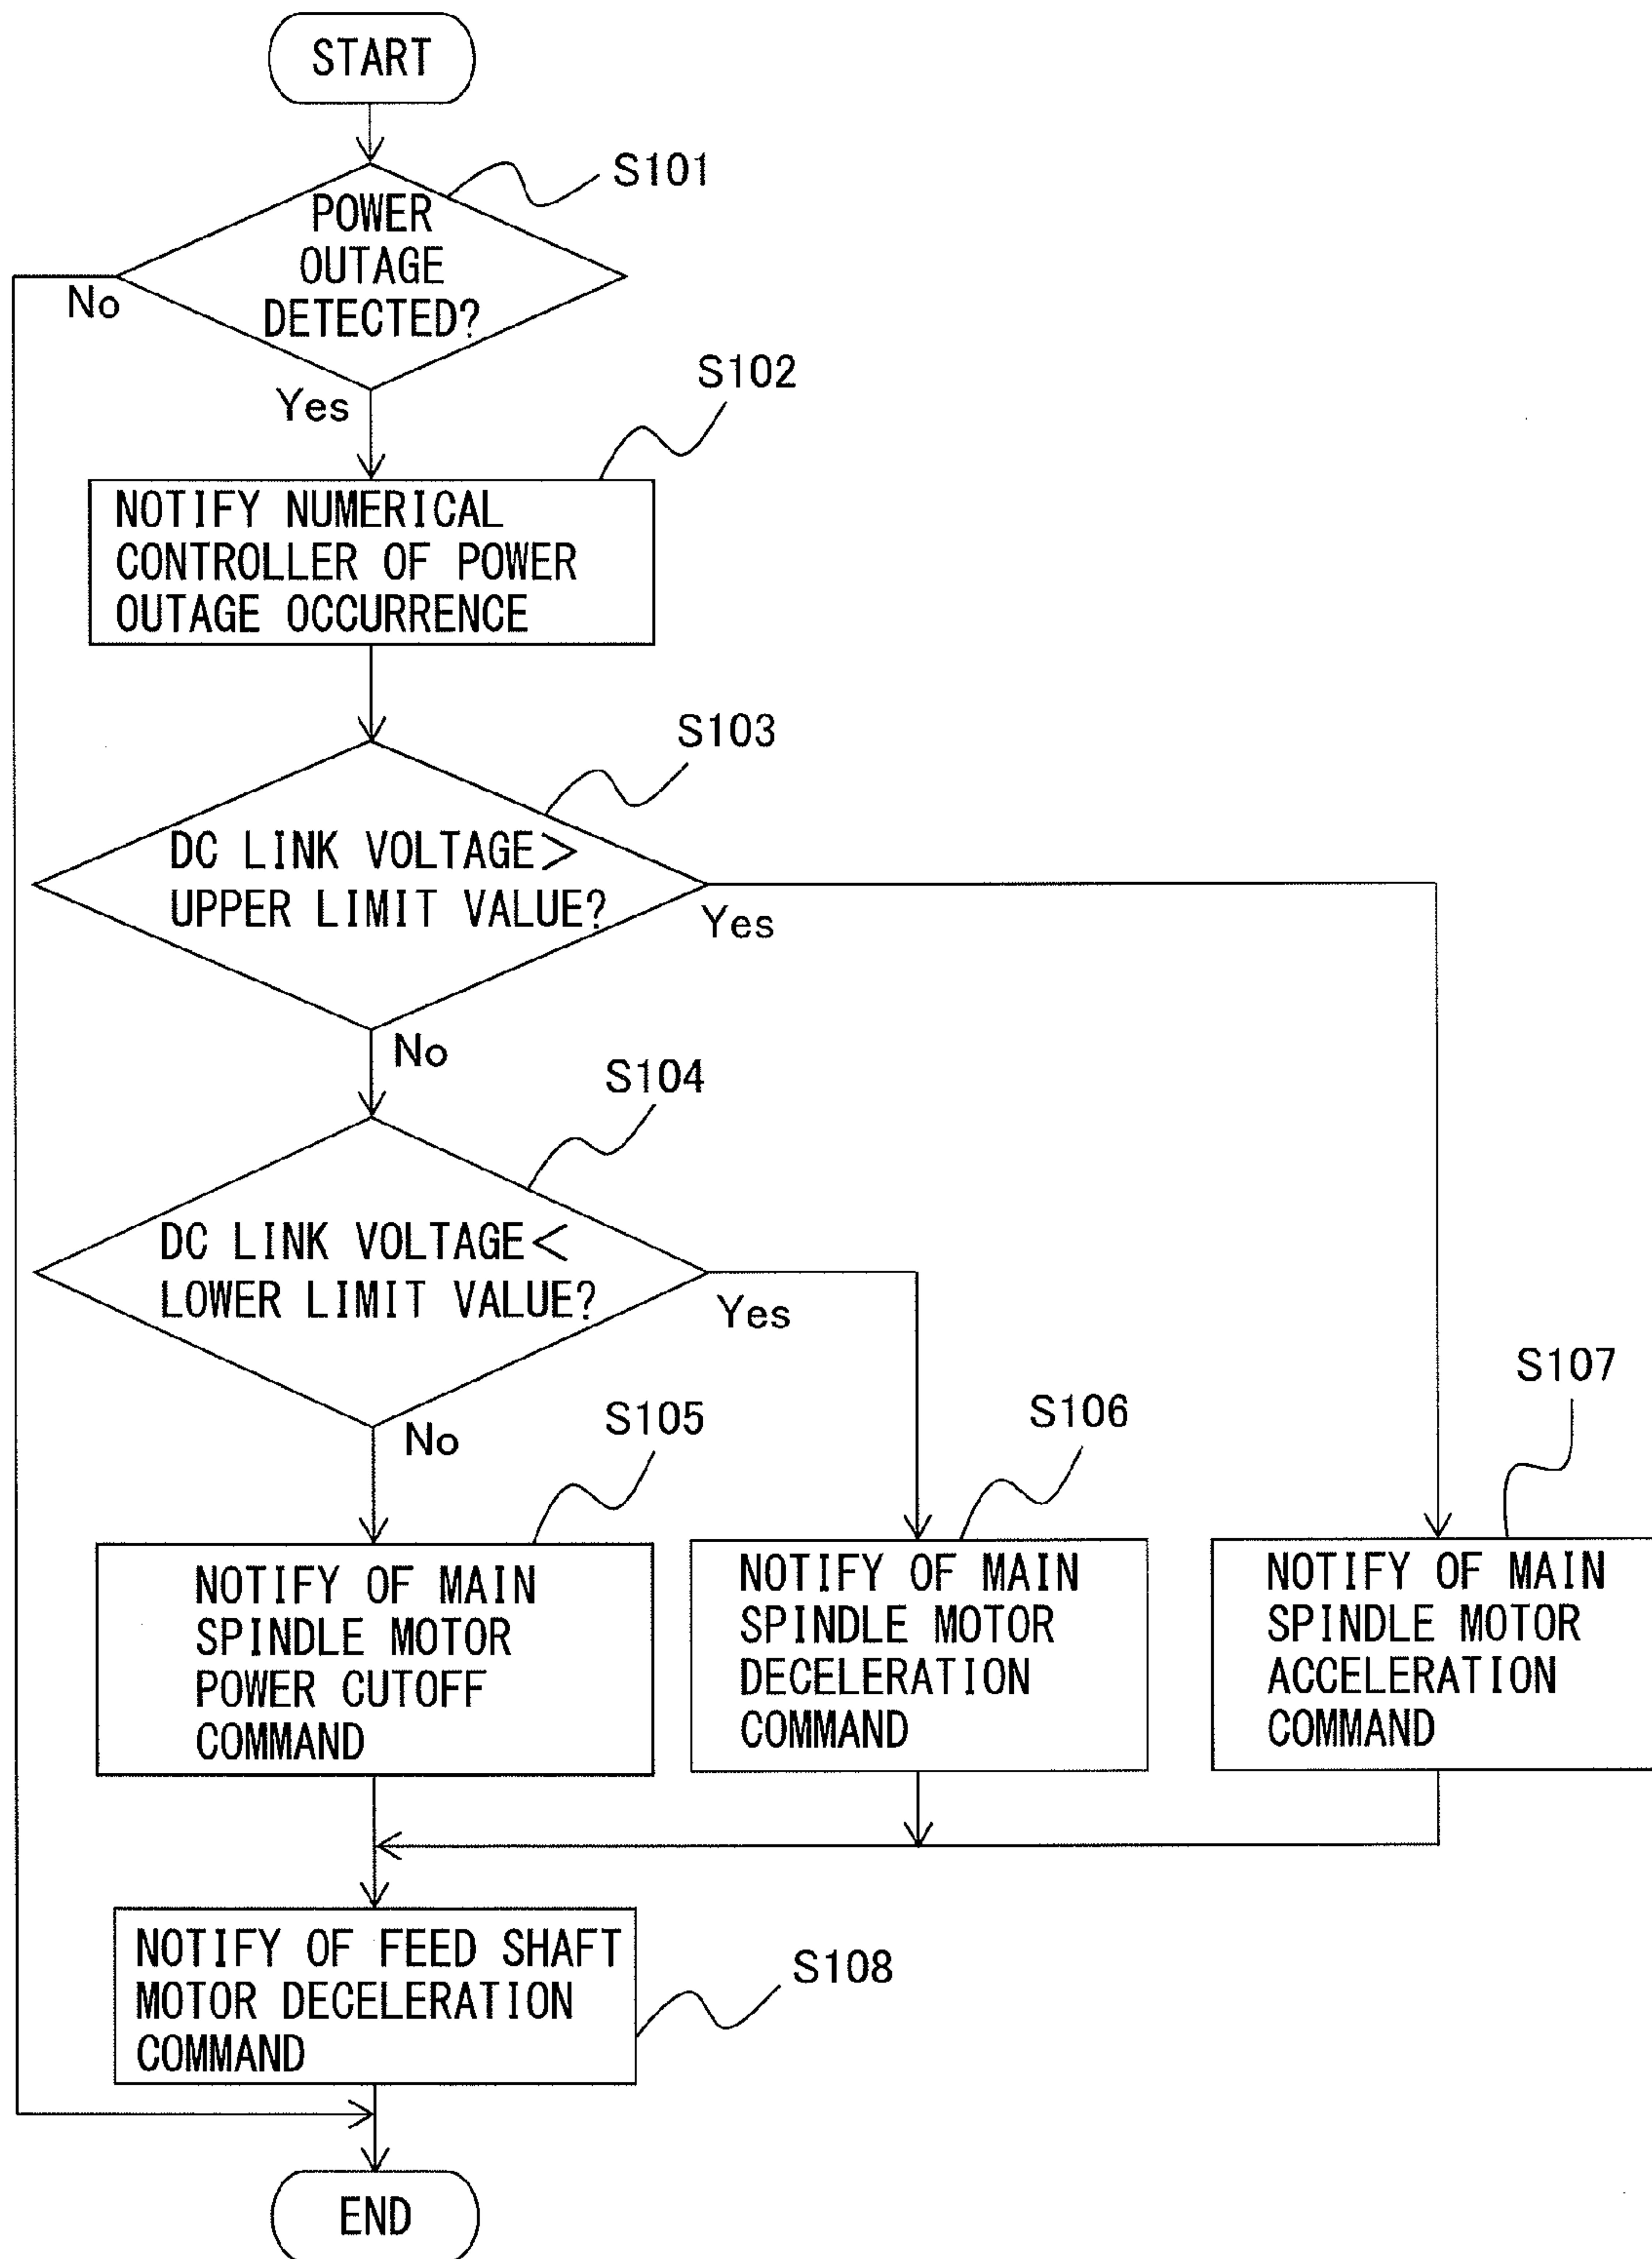 START
S101
POWER
OUTAGE
DETECTED?
No
Yes
S102
NOTIFY NUMERICAL
CONTROLLER OF POWER
OUTAGE OCCURRENCE
S103
DC LINK VOLTAGE>
UPPER LIMIT VALUE?
Yes
No
S104
DC LINK VOLTAGE<
LOWER LIMIT VALUE?
Yes
No
S105
NOTIFY OF MAIN
SPINDLE MOTOR
POWER CUTOFF
COMMAND
S106
NOTIFY OF MAIN
SPINDLE MOTOR
DECELERATION
COMMAND
S107
NOTIFY OF MAIN
SPINDLE MOTOR
ACCELERATION
COMMAND
NOTIFY OF FEED SHAFT
MOTOR DECELERATION
COMMAND
S108
END